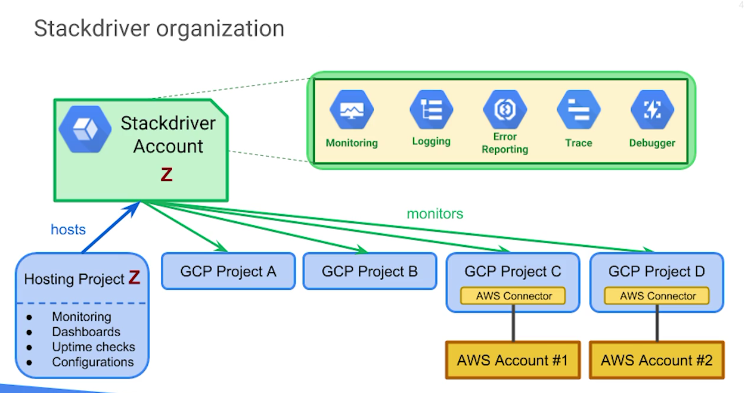 Stackdriver organization
Stackdriver
Account
Z
Monitoring
Logging
Error
Reporting
Trace
Debugger
hosts
monitors
Hosting Project Z
● Monitoring
● Dashboards
● Uptime checks
● Configurations
GCP Project A
GCP Project B
GCP Project C
AWS Connector
GCP Project D
AWS Connector
AWS Account #1
AWS Account #2